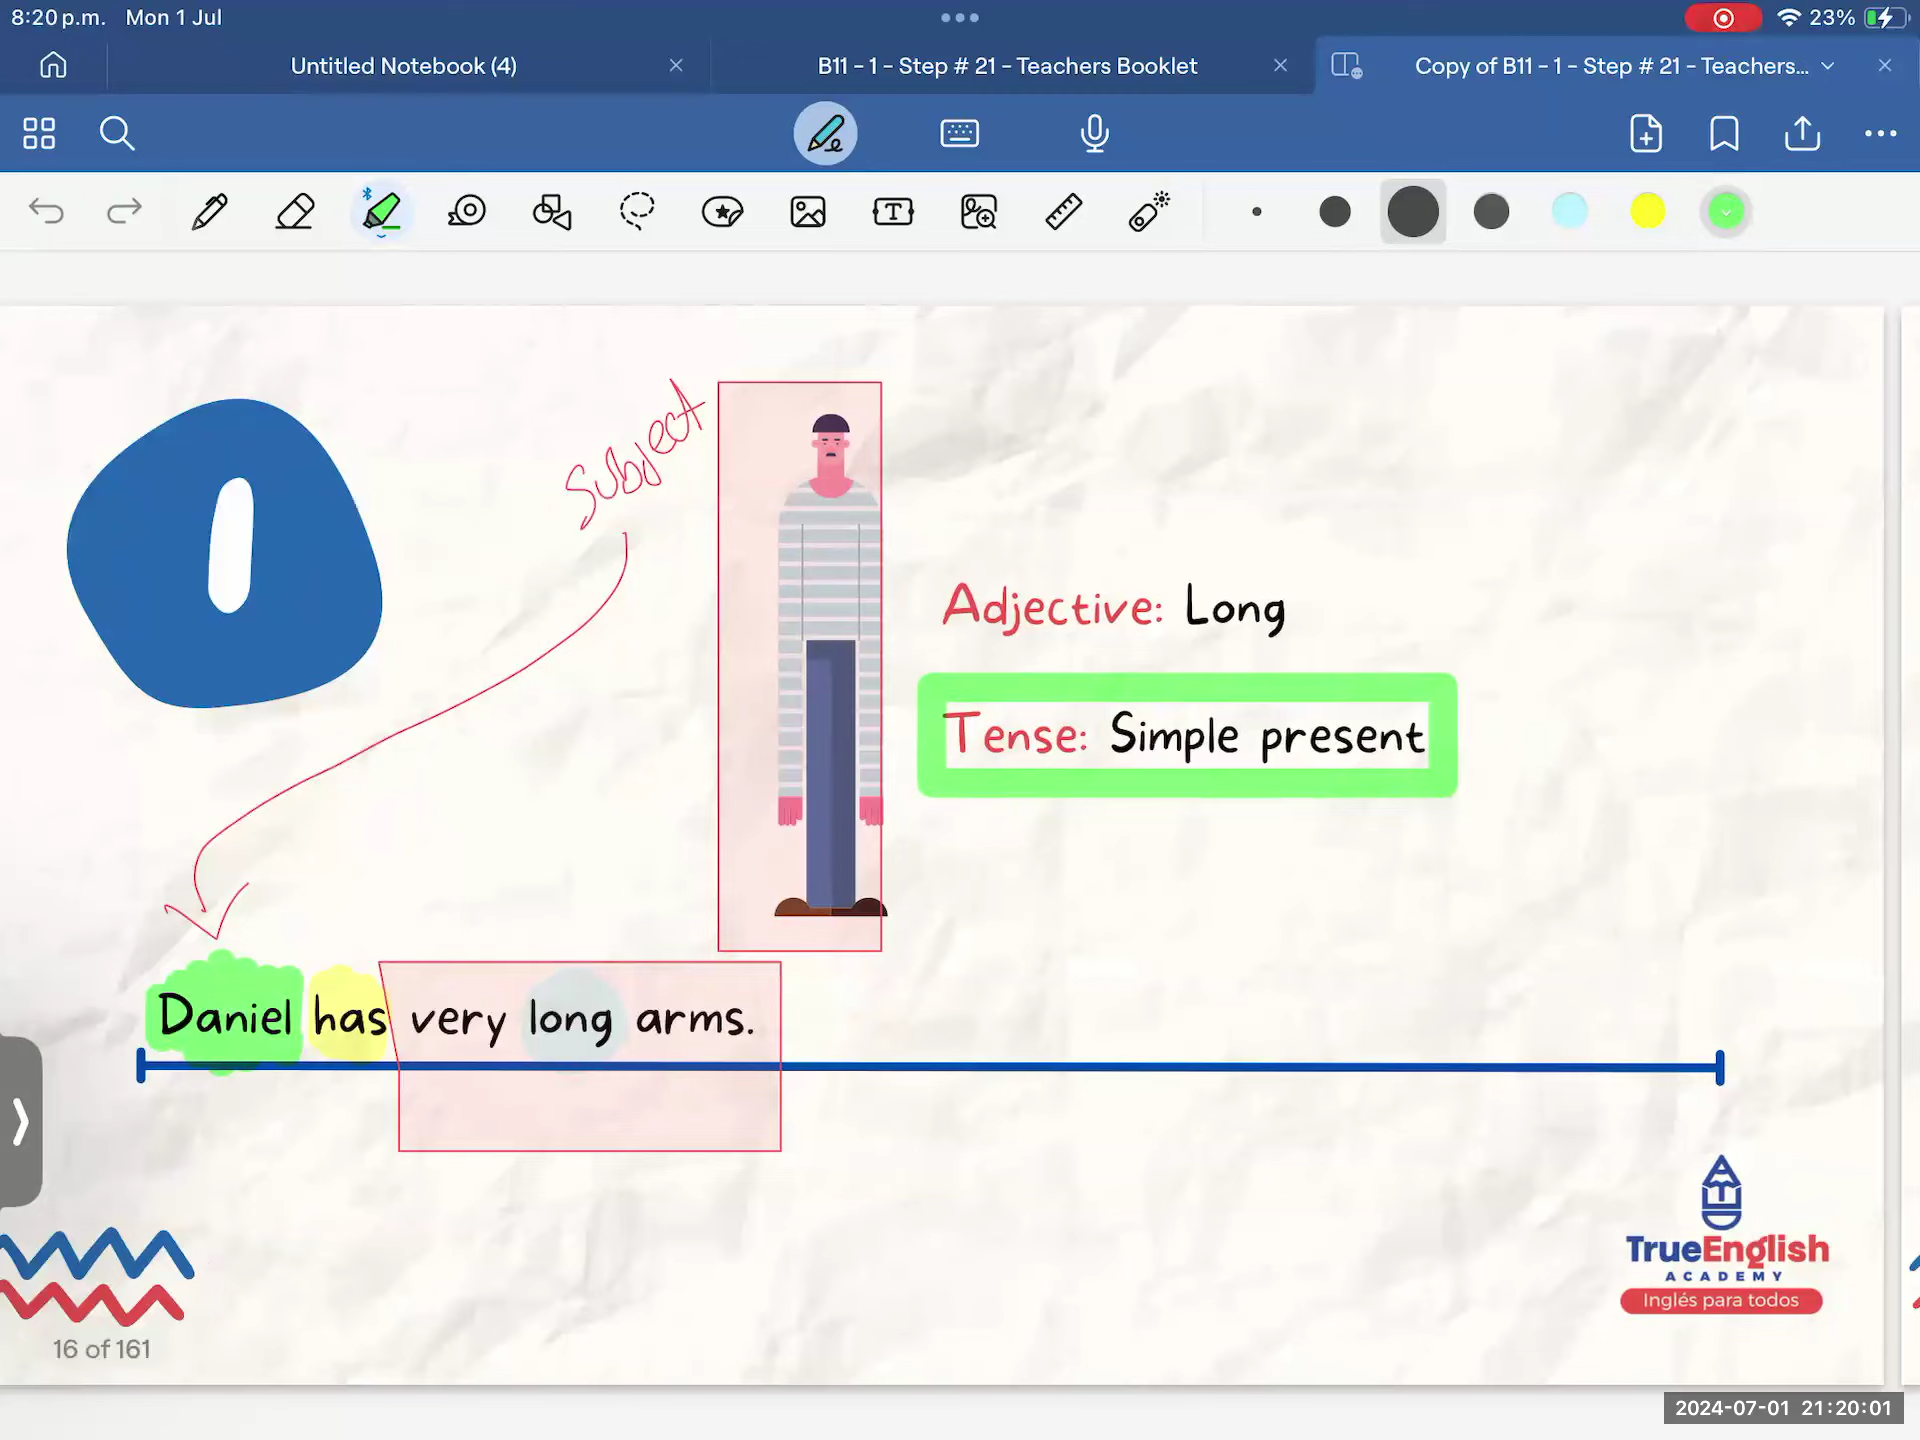 8:20 p.m. Mon 1 Jul
23%
Untitled Notebook (4)
B11 - 1 - Step # 21 - Teachers Booklet
Copy of B11 - 1 - Step # 21 - Teachers...
1
Subject
Adjective: Long
Tense: Simple present
Daniel has very long arms.
TrueEnglish
ACADEMY
Inglés para todos
16 of 161
2024-07-01 21:20:01